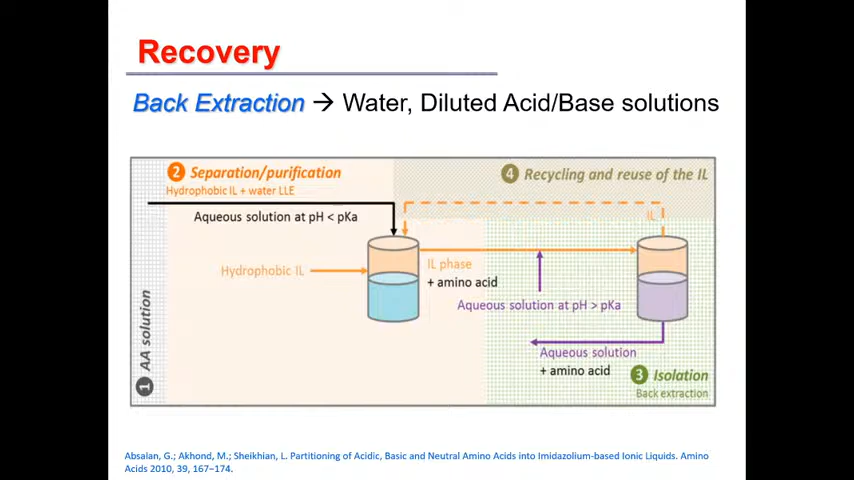 Recovery
Back Extraction → Water, Diluted Acid/Base solutions
2 Separation/purification
Hydrophobic IL + water LLE
4 Recycling and reuse of the IL
Aqueous solution at pH < pKa
IL
Hydrophobic IL
IL phase
+ amino acid
Aqueous solution at pH > pKa
1 AA solution
Aqueous solution
+ amino acid
3 Isolation
Back extraction
Absalan, G.; Akhond, M.; Sheikhian, L. Partitioning of Acidic, Basic and Neutral Amino Acids into Imidazolium-based Ionic Liquids. Amino
Acids 2010, 39, 167–174.